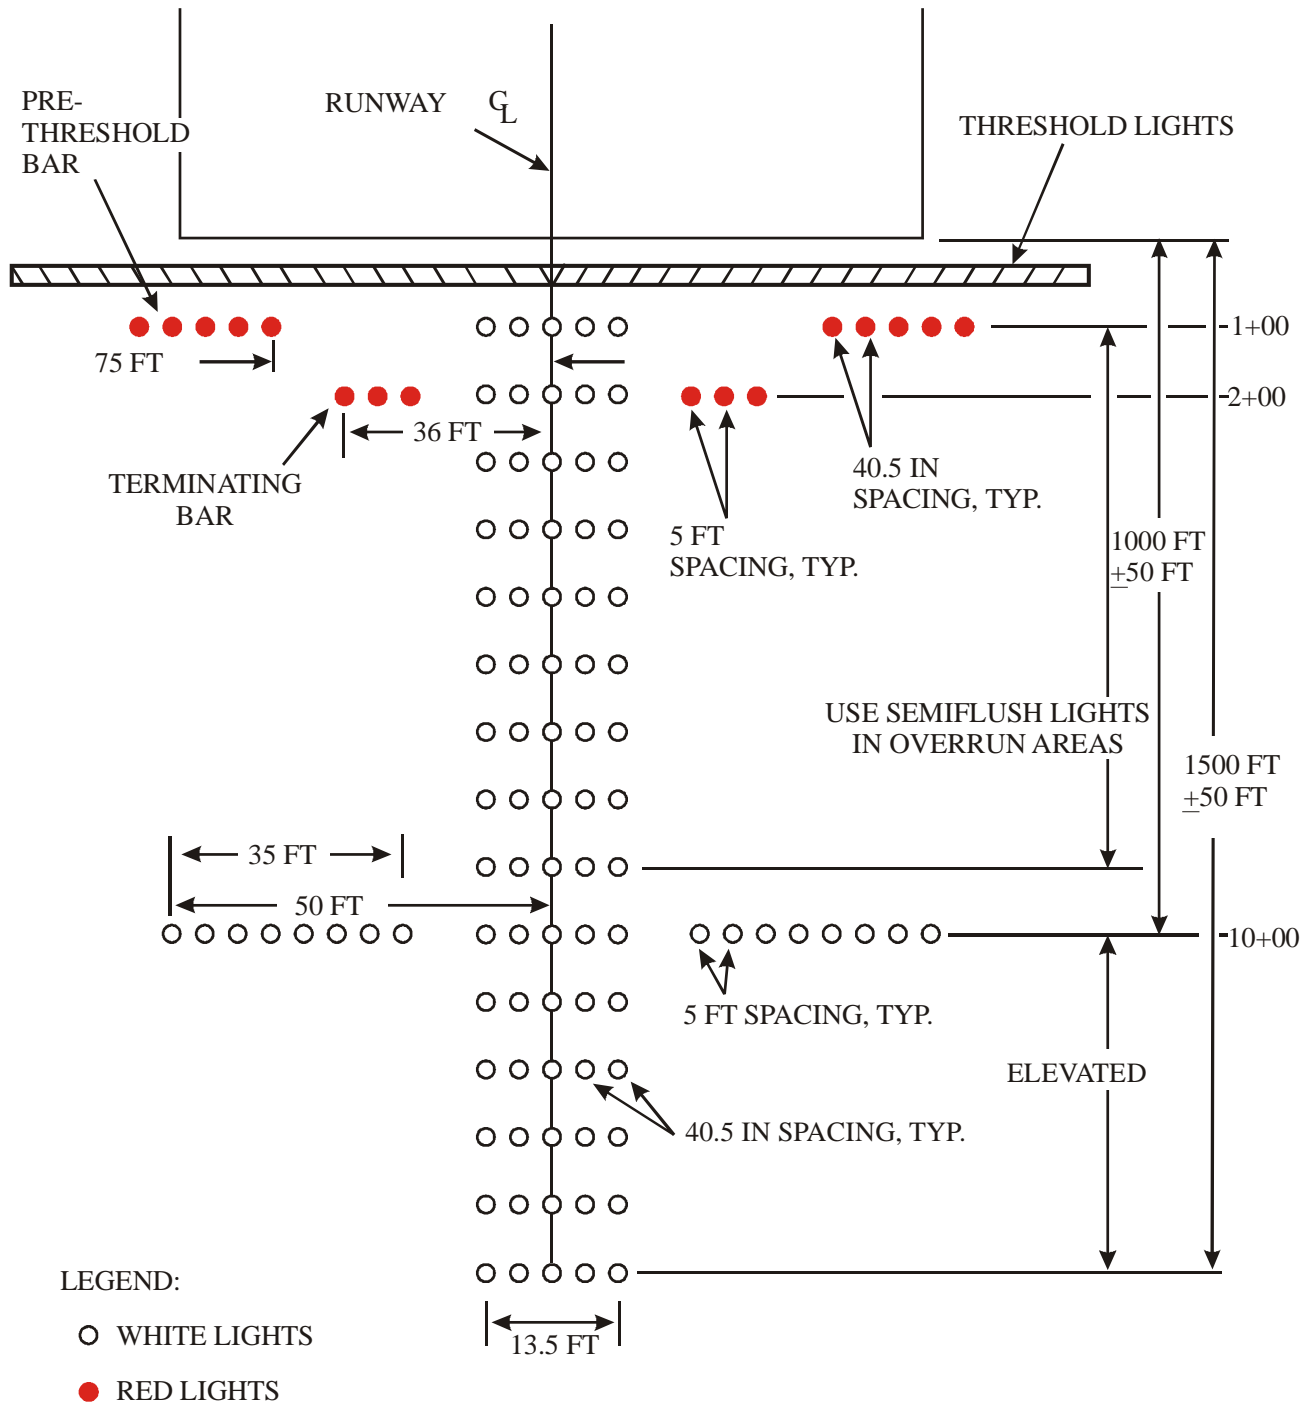 PRE-
THRESHOLD
BAR
RUNWAY ℄
THRESHOLD LIGHTS
1+00
75 FT
2+00
36 FT
TERMINATING
BAR
40.5 IN
SPACING, TYP.
5 FT
SPACING, TYP.
1000 FT
±50 FT
USE SEMIFLUSH LIGHTS
IN OVERRUN AREAS
1500 FT
±50 FT
35 FT
50 FT
10+00
5 FT SPACING, TYP.
ELEVATED
40.5 IN SPACING, TYP.
LEGEND:
WHITE LIGHTS
13.5 FT
RED LIGHTS